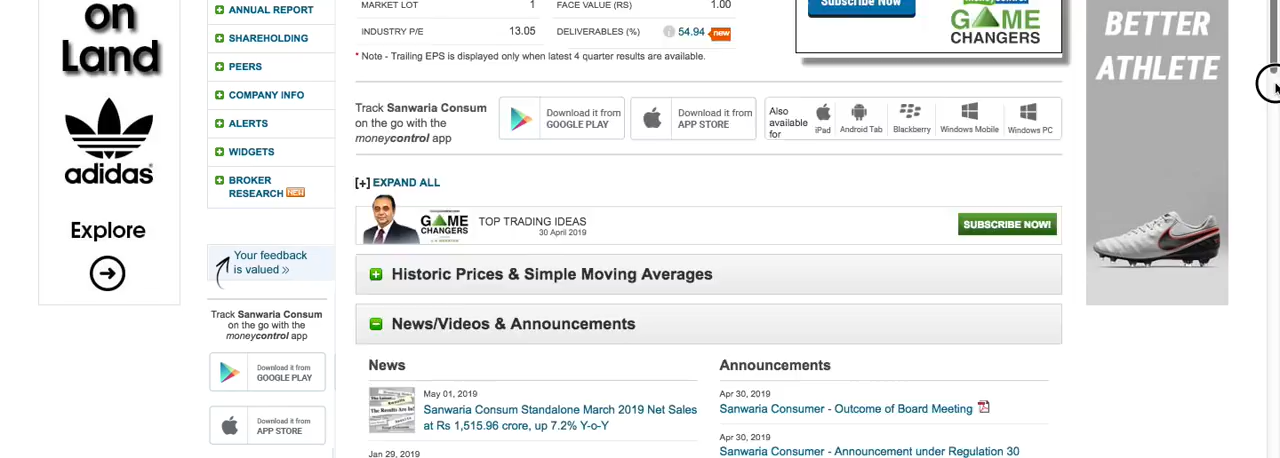 on
Land
adidas
Explore
ANNUAL REPORT
SHAREHOLDING
PEERS
COMPANY INFO
ALERTS
WIDGETS
BROKER
RESEARCH NEW
Your feedback
is valued »
Track Sanwaria Consum
on the go with the
moneycontrol app
Download it from
GOOGLE PLAY
Download it from
APP STORE
MARKET LOT 1 FACE VALUE (RS) 1.00
INDUSTRY P/E 13.05 DELIVERABLES (%) 54.94 new
* Note - Trailing EPS is displayed only when latest 4 quarter results are available.
Subscribe Now
moneycontrol
GAME
CHANGERS
Track Sanwaria Consum
on the go with the
moneycontrol app
Download it from
GOOGLE PLAY
Download it from
APP STORE
Also
available
for
iPad
Android Tab
Blackberry
Windows Mobile
Windows PC
[+] EXPAND ALL
GAME
CHANGERS
TOP TRADING IDEAS
30 April 2019
SUBSCRIBE NOW!
Historic Prices & Simple Moving Averages
News/Videos & Announcements
News
May 01, 2019
Sanwaria Consum Standalone March 2019 Net Sales
at Rs 1,515.96 crore, up 7.2% Y-o-Y
Jan 29, 2019
Announcements
Apr 30, 2019
Sanwaria Consumer - Outcome of Board Meeting
Apr 30, 2019
Sanwaria Consumer - Announcement under Regulation 30
BETTER
ATHLETE